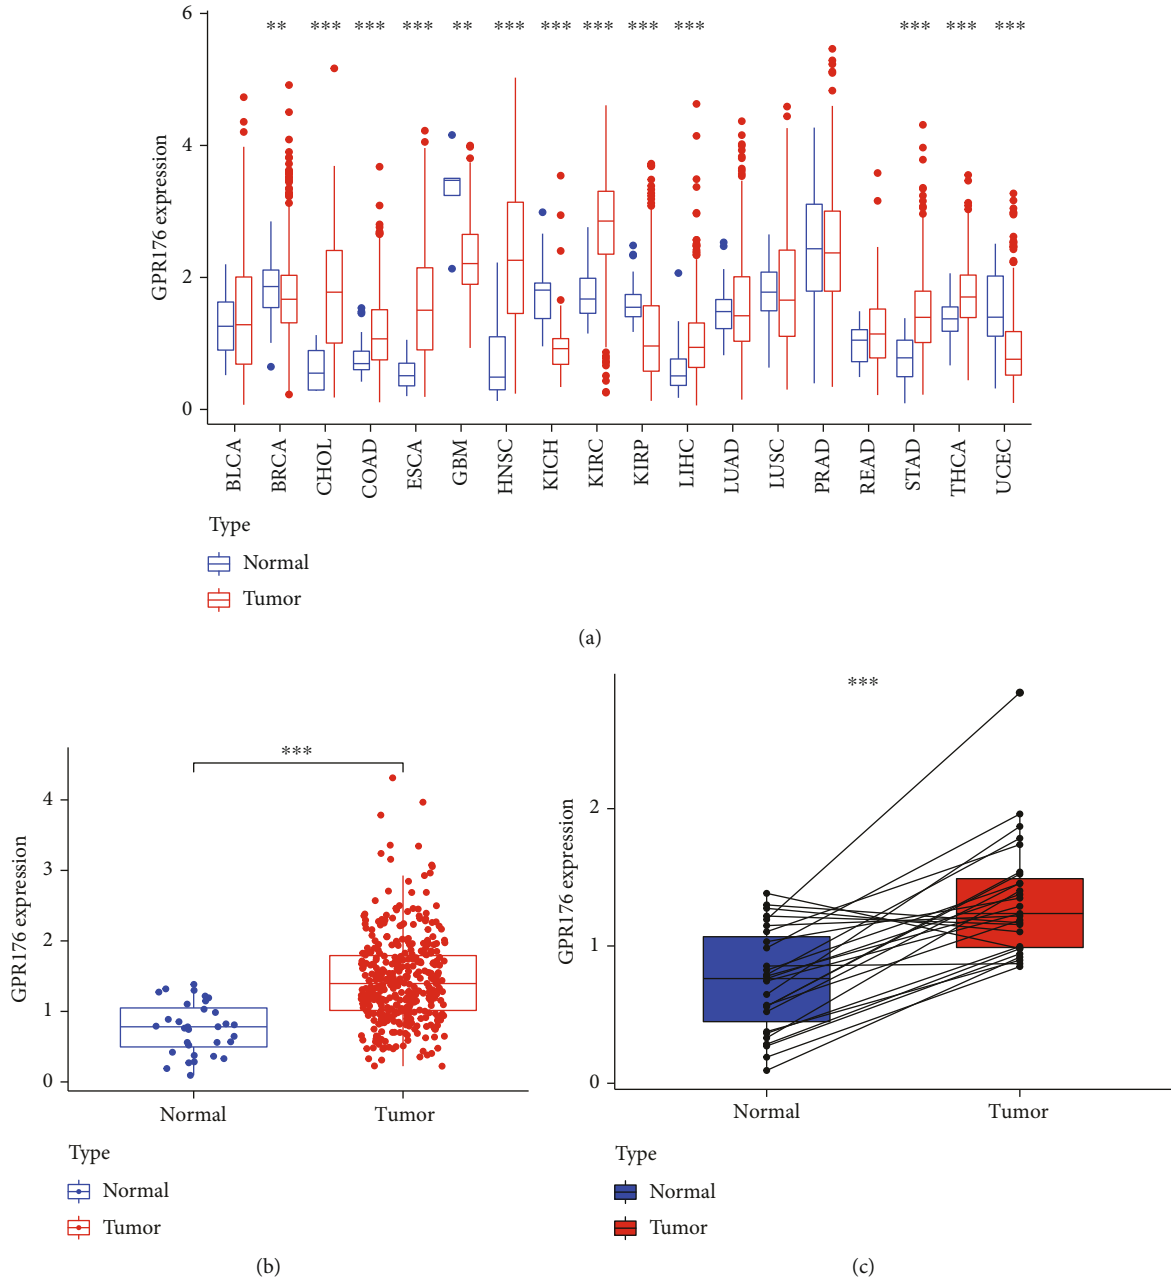 6
** *** *** *** ** *** *** *** *** *** *** *** ***
4
2
0
GPR176 expression
BLCA BRCA CHOL COAD ESCA GBM HNSC KICH KIRC KIRP LIHC LUAD LUSC PRAD READ STAD THCA UCEC
Type
Normal
Tumor
(a)
***
4
3
2
1
0
GPR176 expression
Normal Tumor
Type
Normal
Tumor
(b)
***
2
1
0
GPR176 expression
Normal Tumor
Type
Normal
Tumor
(c)